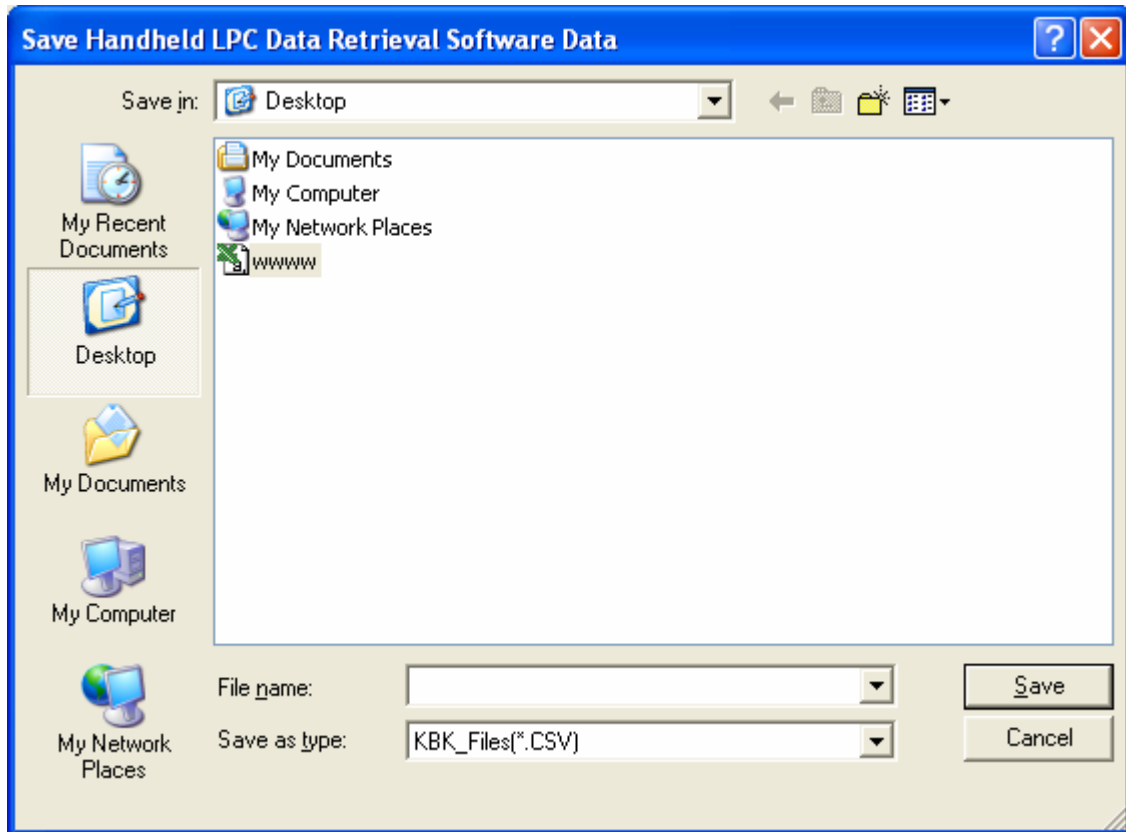 Save Handheld LPC Data Retrieval Software Data
Save in: Desktop
My Recent
Documents
Desktop
My Documents
My Computer
My Network
Places
My Documents
My Computer
My Network Places
wwww
File name:
Save
Save as type: KBK_Files(*.CSV)
Cancel